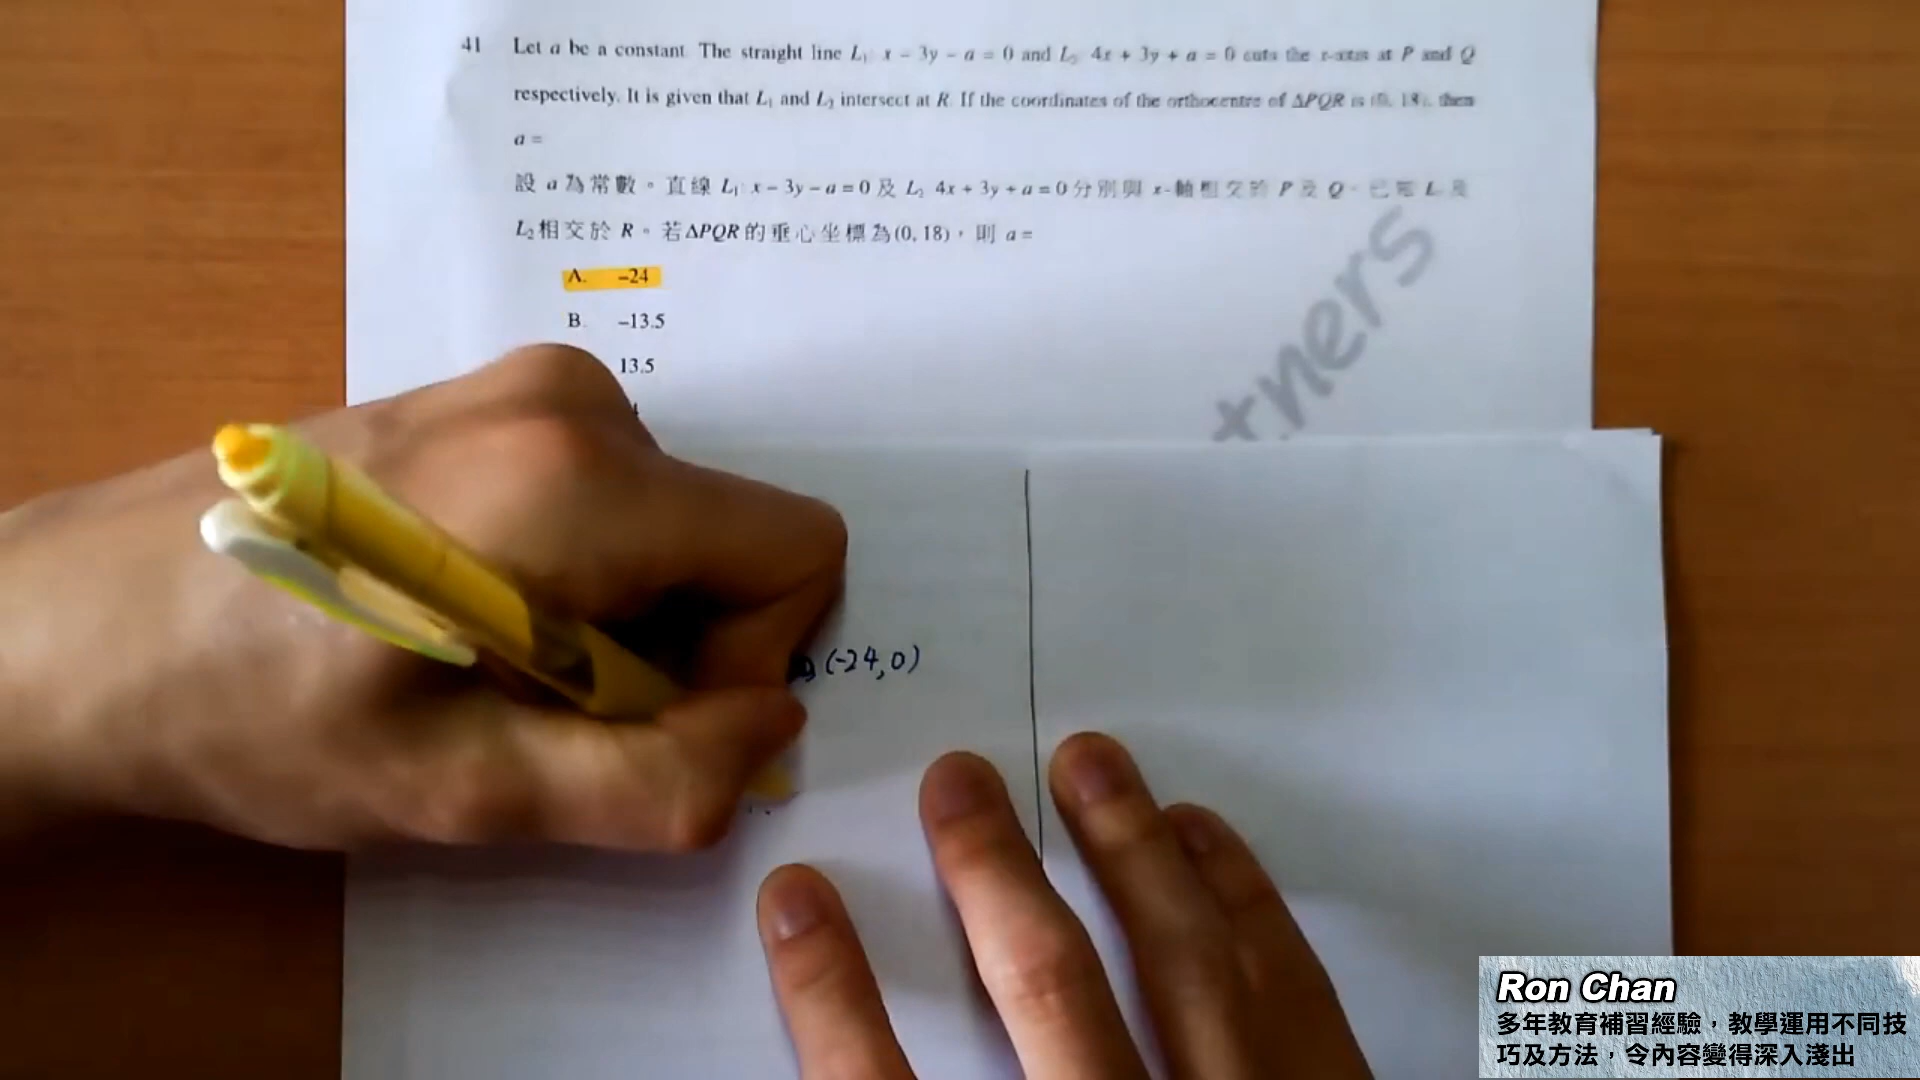 41 Let a be a constant. The straight line L₁: x − 3y − a = 0 and L₂: 4x + 3y + a = 0 cuts the x-axis at P and Q
respectively. It is given that L₁ and L₂ intersect at R. If the coordinates of the orthocentre of ΔPQR is (0, 18), then
a =
設 a 為常數。直線 L₁: x − 3y − a = 0 及 L₂: 4x + 3y + a = 0 分別與 x-軸相交於 P 及 Q。已知 L₁ 及
L₂ 相交於 R。若 ΔPQR 的垂心坐標為(0, 18)，則 a =
A. −24
B. −13.5
13.5
tners
(-24,0)
Ron Chan
多年教育補習經驗，教學運用不同技
巧及方法，令內容變得深入淺出